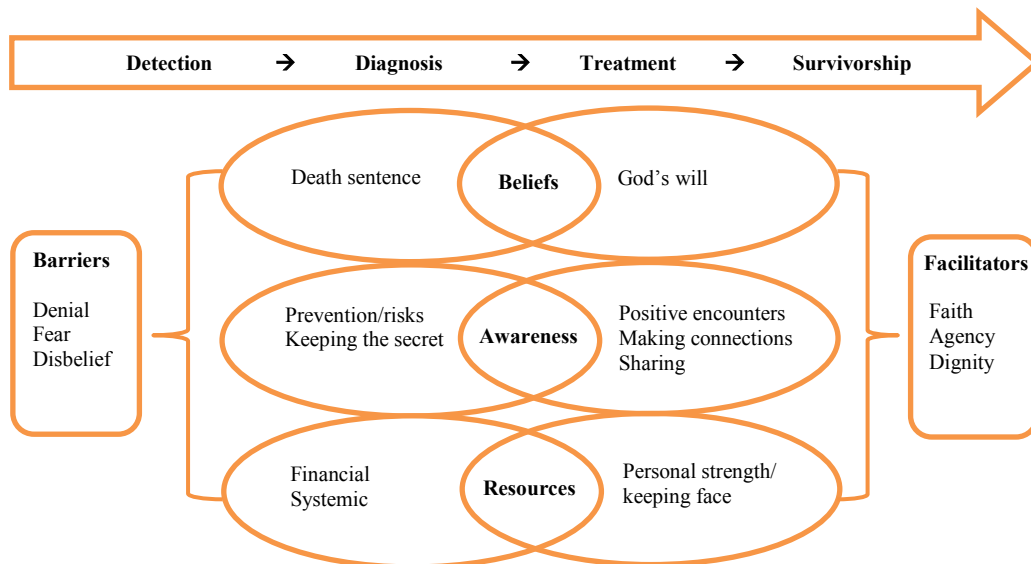 Detection → Diagnosis → Treatment → Survivorship
Death sentence
Beliefs
God’s will
Barriers
Denial
Fear
Disbelief
Prevention/risks
Keeping the secret
Awareness
Positive encounters
Making connections
Sharing
Facilitators
Faith
Agency
Dignity
Financial
Systemic
Resources
Personal strength/
keeping face